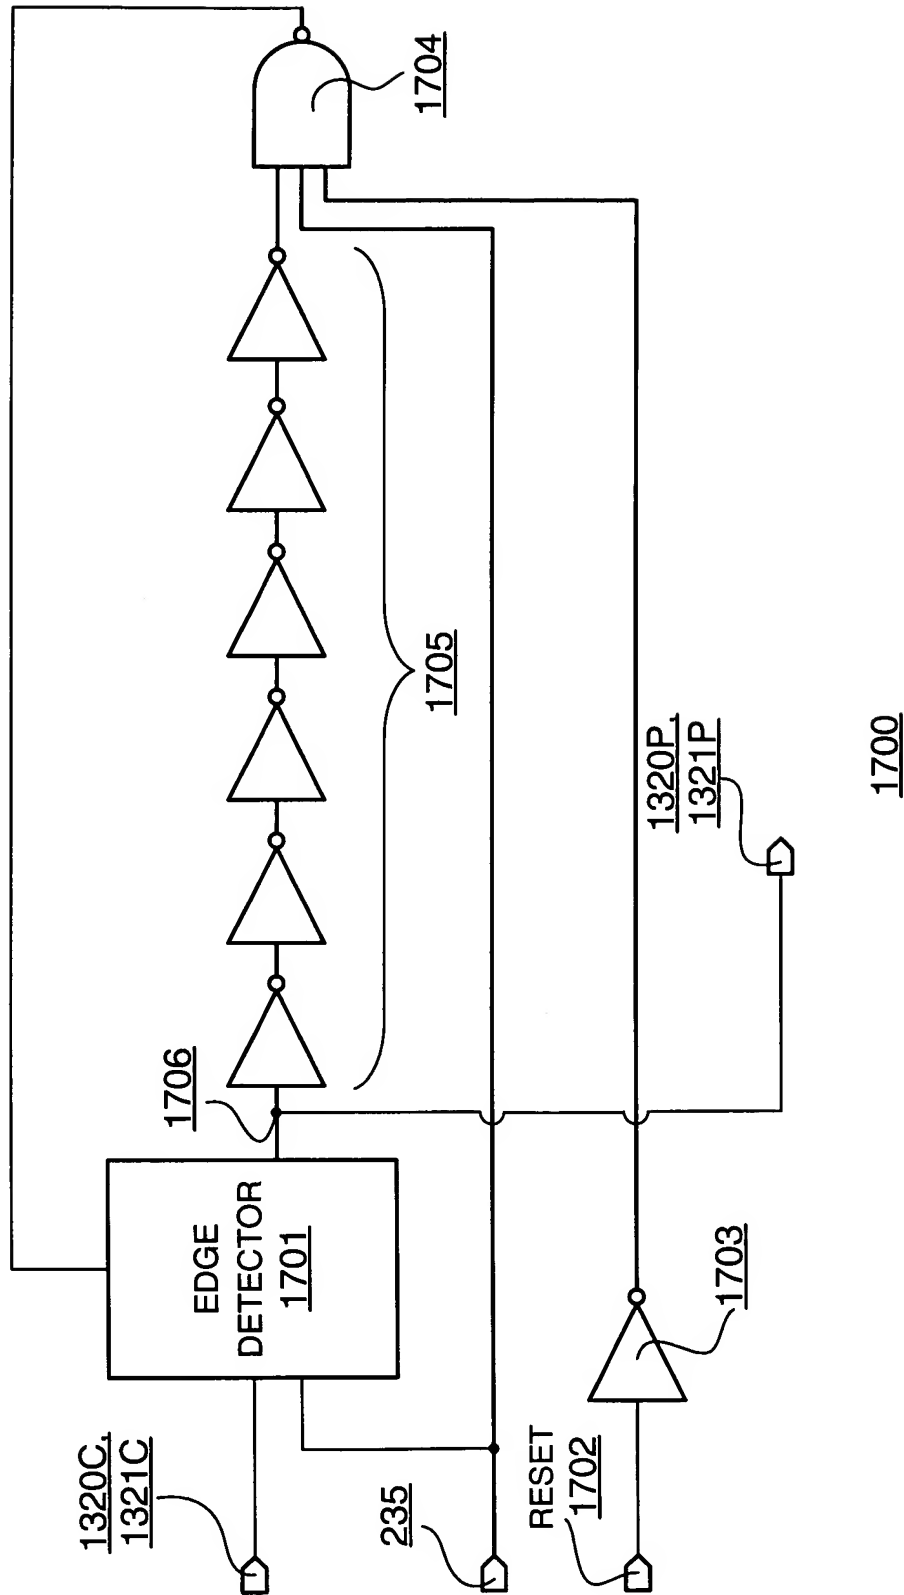 1320C,
1321C
235
RESET
1702
EDGE
DETECTOR
1701
1703
1706
1705
1704
1320P,
1321P
1700